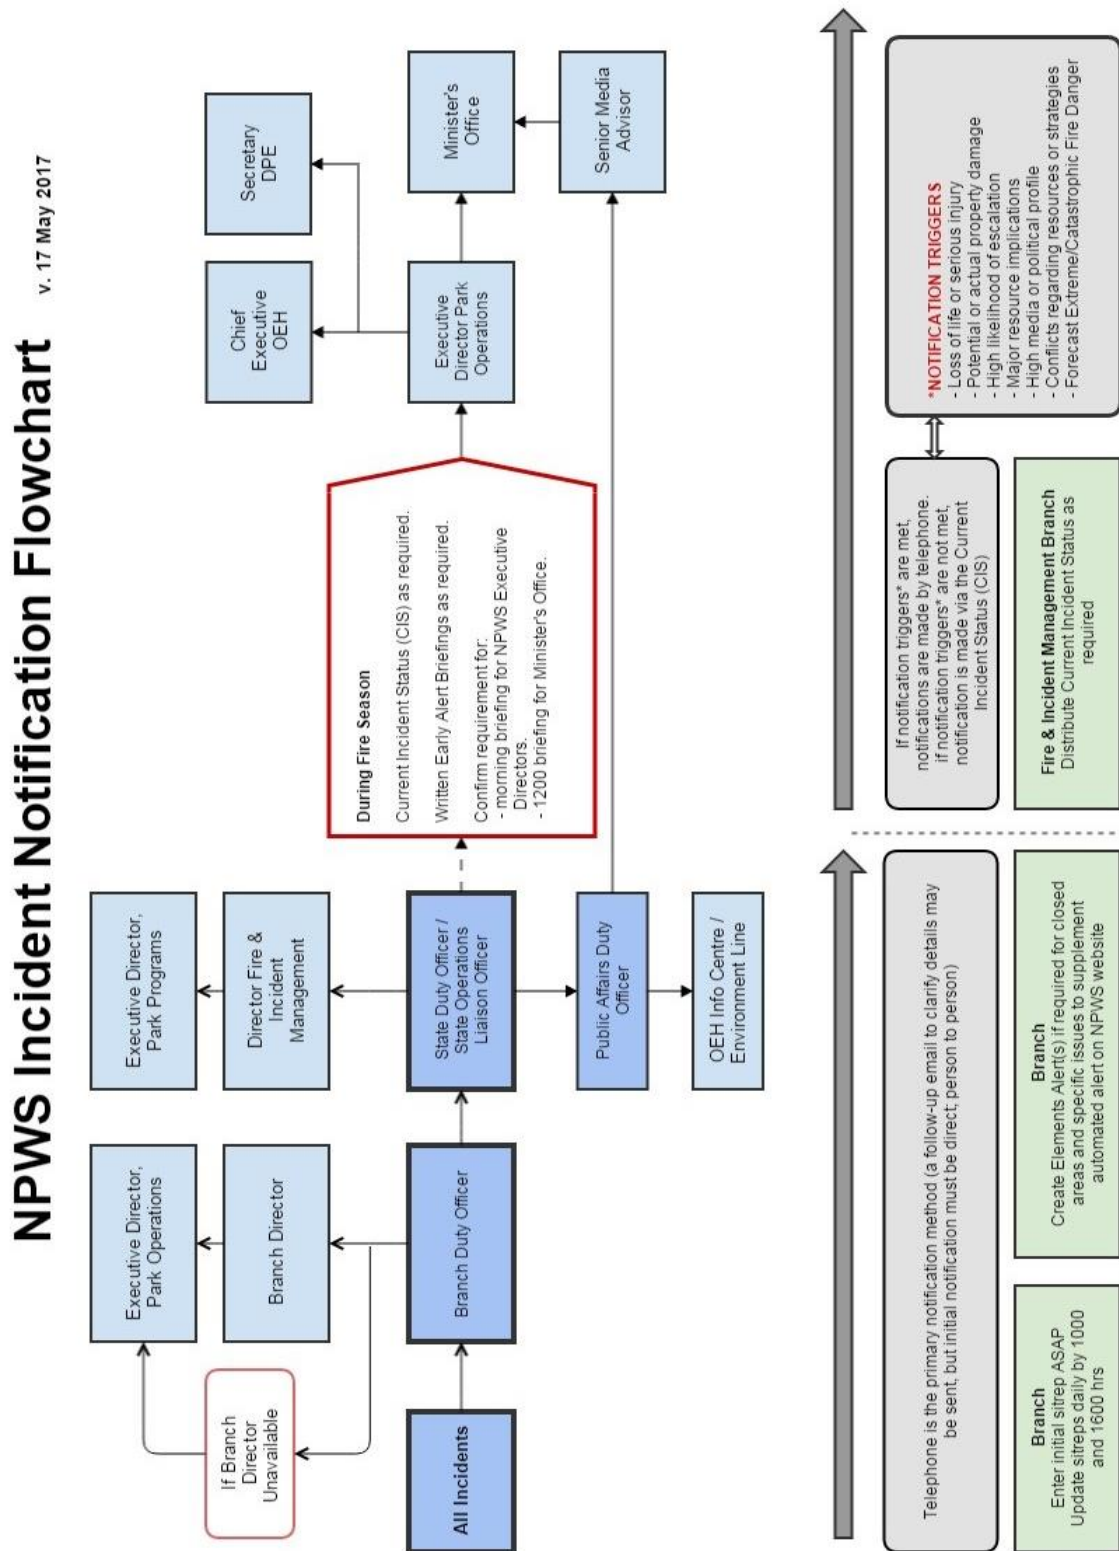 NPWS Incident Notification Flowchart
v. 17 May 2017
Executive Director,
Park Operations
Executive Director,
Park Programs
Secretary
DPE
If Branch
Director
Unavailable
Branch Director
Director Fire &
Incident
Management
Chief
Executive
OEH
All Incidents
Branch Duty Officer
State Duty Officer /
State Operations
Liaison Officer
During Fire Season
Current Incident Status (CIS) as required.
Written Early Alert Briefings as required.
Confirm requirement for:
- morning briefing for NPWS Executive
Directors.
- 1200 briefing for Minister's Office.
Executive
Director Park
Operations
Minister's
Office
Public Affairs Duty
Officer
Senior Media
Advisor
OEH Info Centre /
Environment Line
Telephone is the primary notification method (a follow-up email to clarify details may
be sent, but initial notification must be direct; person to person)
If notification triggers* are met,
notifications are made by telephone.
if notification triggers* are not met,
notification is made via the Current
Incident Status (CIS)
*NOTIFICATION TRIGGERS
- Loss of life or serious injury
- Potential or actual property damage
- High likelihood of escalation
- Major resource implications
- High media or political profile
- Conflicts regarding resources or strategies
- Forecast Extreme/Catastrophic Fire Danger
Branch
Enter initial sitrep ASAP
Update sitreps daily by 1000
and 1600 hrs
Branch
Create Elements Alert(s) if required for closed
areas and specific issues to supplement
automated alert on NPWS website
Fire & Incident Management Branch
Distribute Current Incident Status as
required